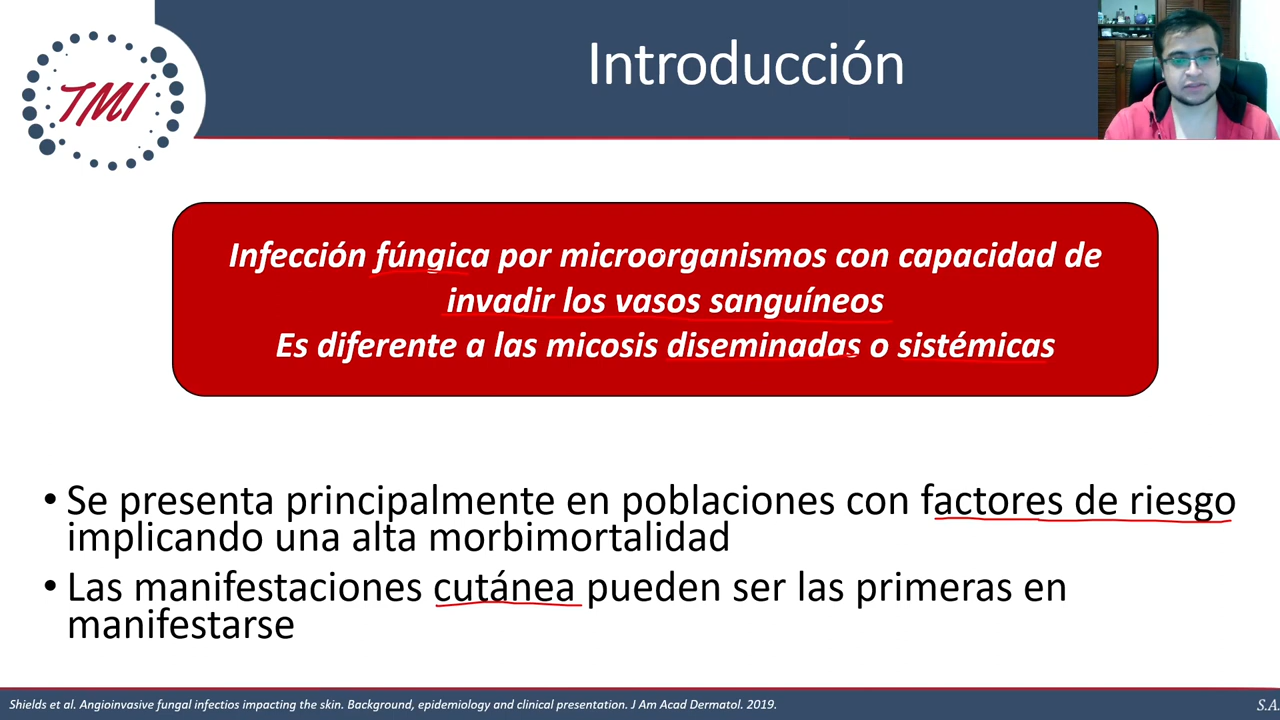 TMI
Introducción
Infección fúngica por microorganismos con capacidad de
invadir los vasos sanguíneos
Es diferente a las micosis diseminadas o sistémicas
• Se presenta principalmente en poblaciones con factores de riesgo
implicando una alta morbimortalidad
• Las manifestaciones cutánea pueden ser las primeras en
manifestarse
Shields et al. Angioinvasive fungal infectios impacting the skin. Background, epidemiology and clinical presentation. J Am Acad Dermatol. 2019.
S.A.